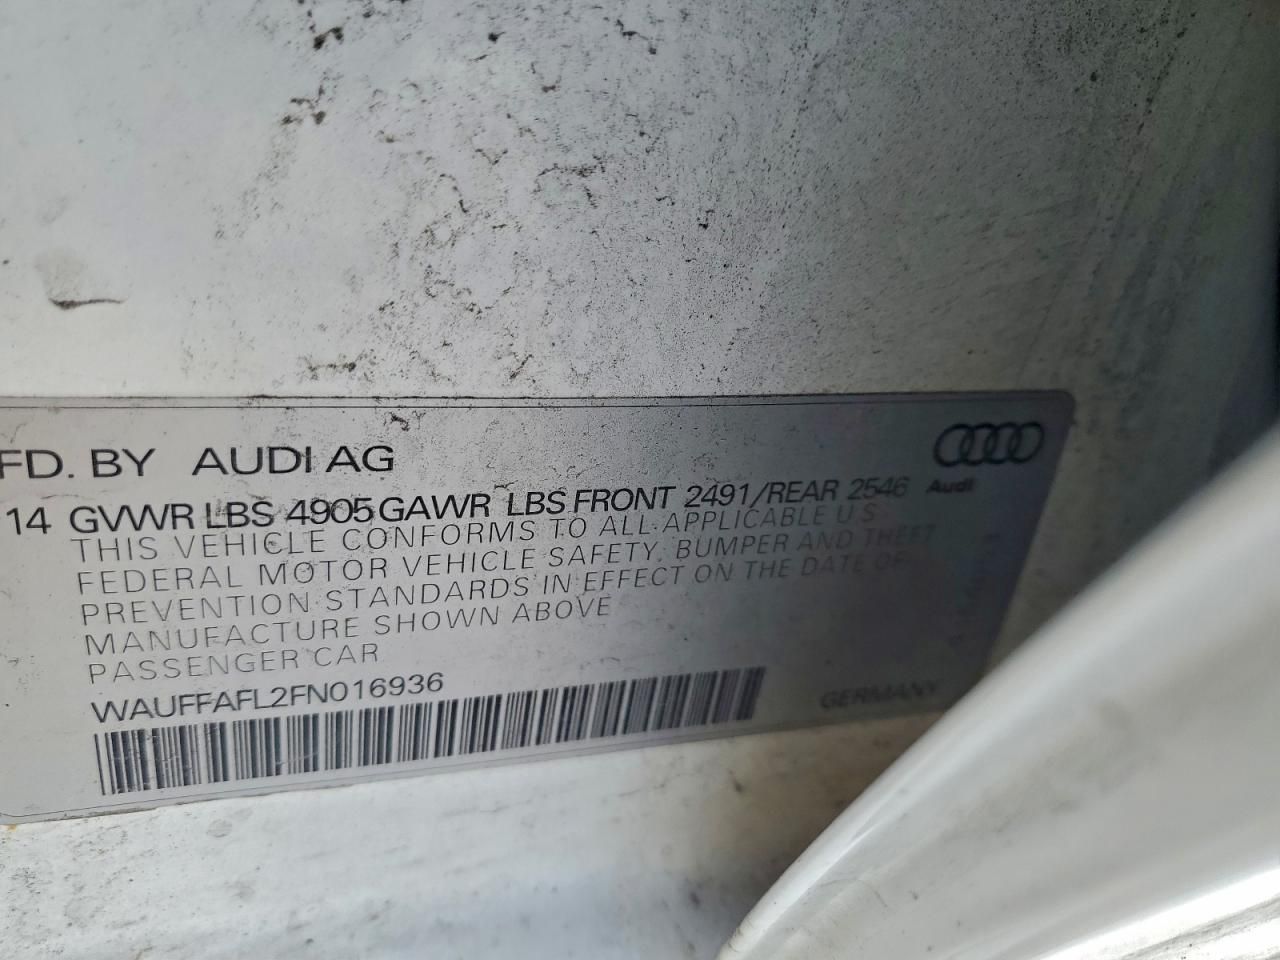 FD. BY AUDI AG
14 GVWR LBS 4905 GAWR LBS FRONT 2491/REAR 2546
Audi
THIS VEHICLE CONFORMS TO ALL APPLICABLE U S
FEDERAL MOTOR VEHICLE SAFETY, BUMPER AND THEFT
PREVENTION STANDARDS IN EFFECT ON THE DATE OF
MANUFACTURE SHOWN ABOVE
PASSENGER CAR
WAUFFAFL2FN016936
GERMANY